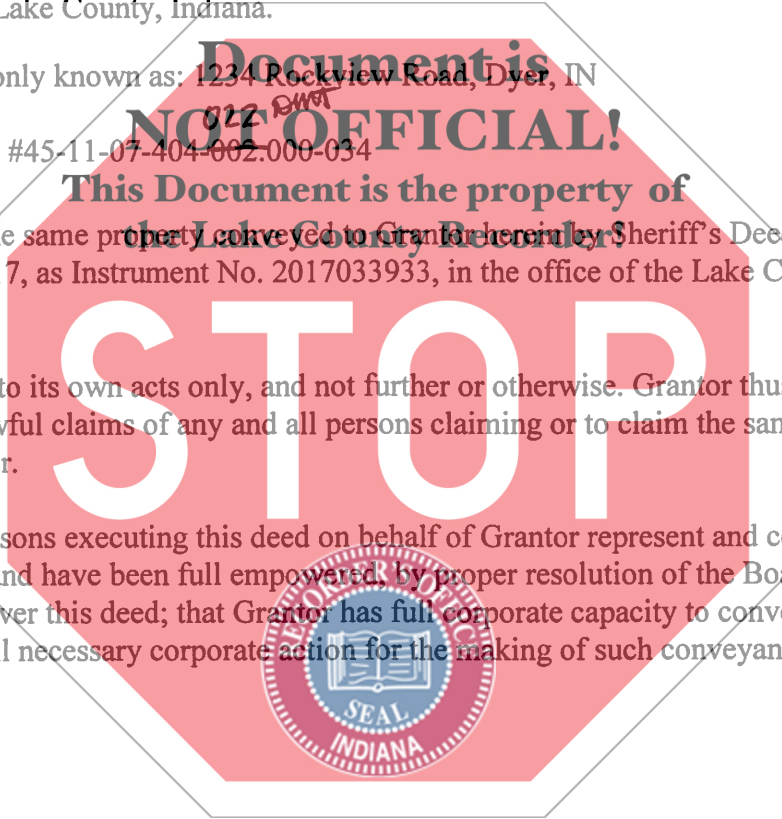 Lake County, Indiana.
Document is
only known as: 1234 Rockview Road, Dyer, IN
022
NOT OFFICIAL!
#45-11-07-404-002.000-034
This Document is the property of
the Lake County Recorder!
e same property conveyed to Grantor herein by Sheriff's Dee
7, as Instrument No. 2017033933, in the office of the Lake C
STOP
to its own acts only, and not further or otherwise. Grantor thu
ful claims of any and all persons claiming or to claim the sa
r.
sons executing this deed on behalf of Grantor represent and c
nd have been full empowered, by proper resolution of the Bo
ver this deed; that Grantor has full corporate capacity to conv
l necessary corporate action for the making of such conveyan
SEAL
INDIANA